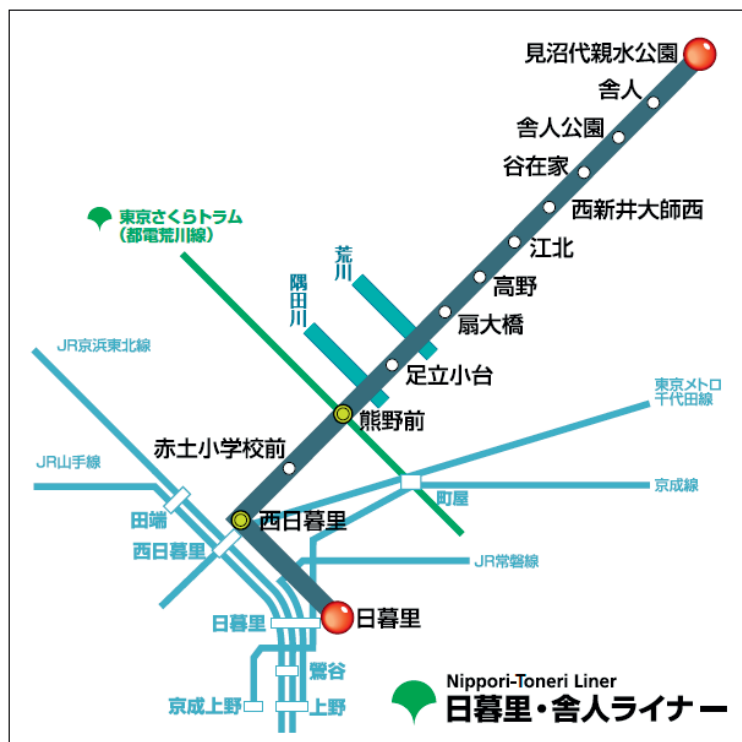 見沼代親水公園
舎人
舎人公園
谷在家
西新井大師西
江北
高野
扇大橋
足立小台
熊野前
赤土小学校前
西日暮里
日暮里
東京さくらトラム
(都電荒川線)
荒川
隅田川
JR京浜東北線
JR山手線
東京メトロ
千代田線
京成線
町屋
田端
西日暮里
JR常磐線
日暮里
鶯谷
京成上野
上野
Nippori-Toneri Liner
日暮里・舎人ライナー